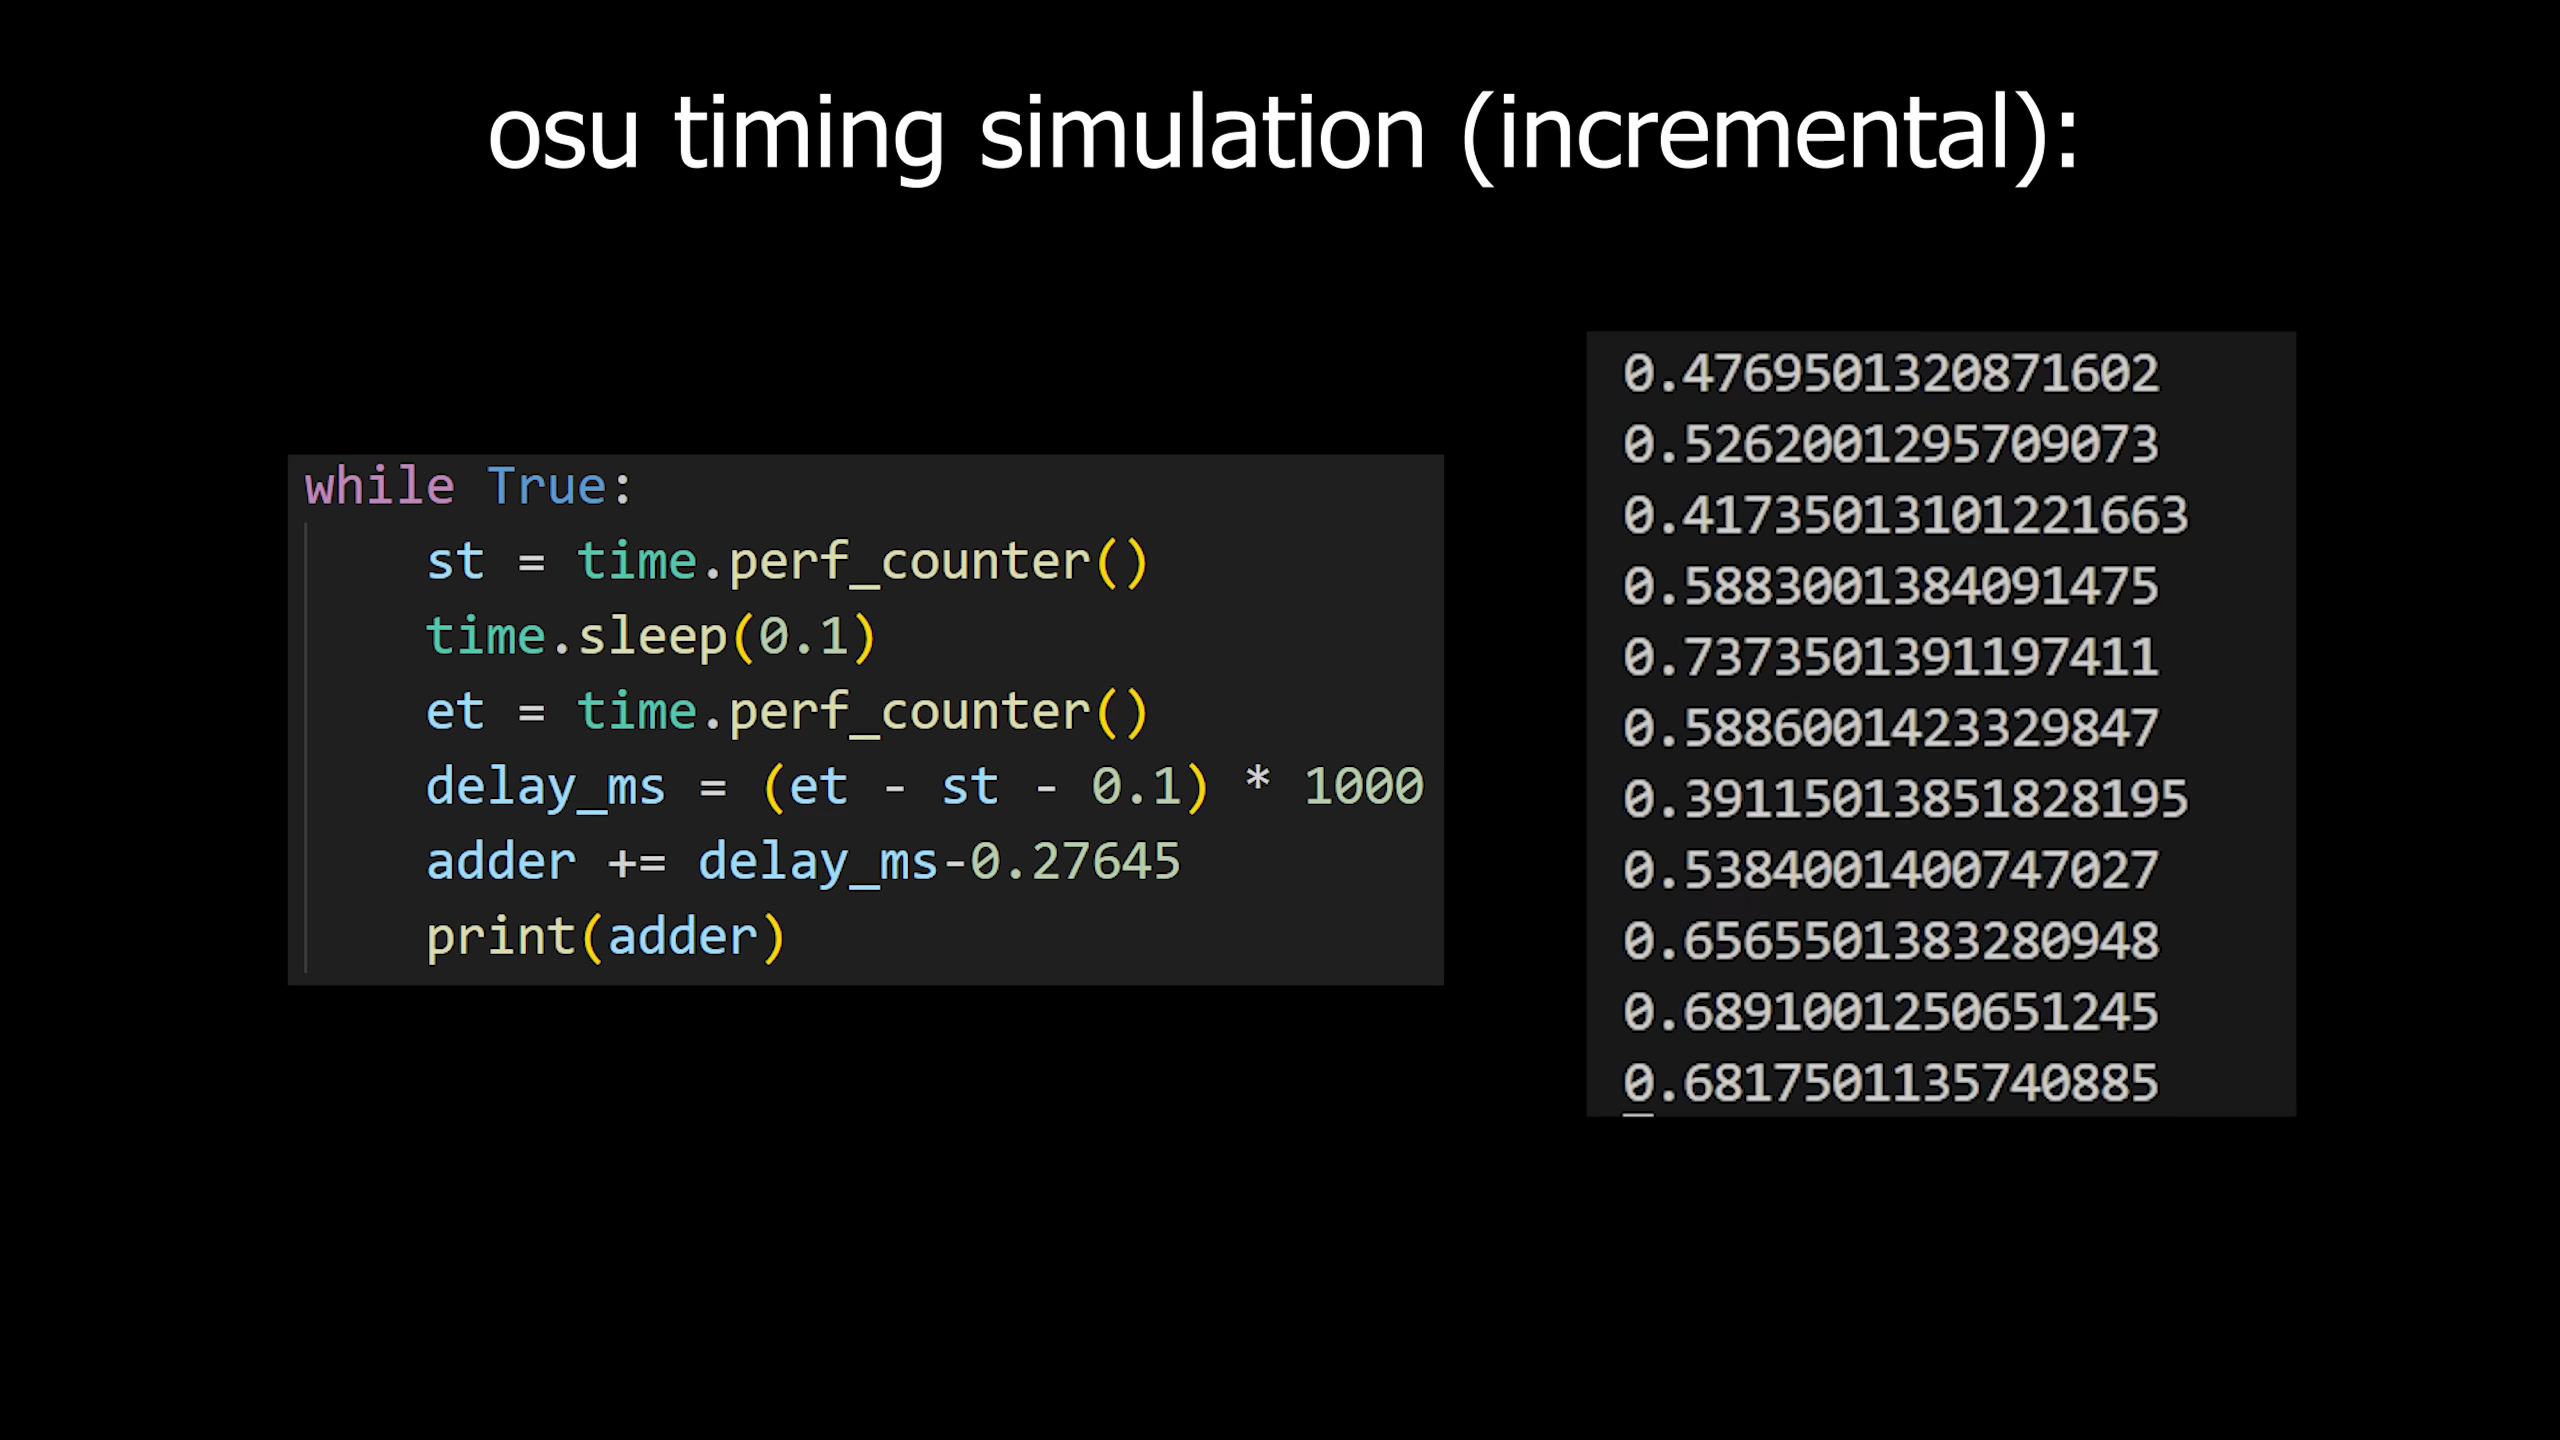 osu timing simulation (incremental):
while True:
    st = time.perf_counter()
    time.sleep(0.1)
    et = time.perf_counter()
    delay_ms = (et - st - 0.1) * 1000
    adder += delay_ms-0.27645
    print(adder)
0.4769501320871602
0.5262001295709073
0.41735013101221663
0.5883001384091475
0.7373501391197411
0.5886001423329847
0.39115013851828195
0.5384001400747027
0.6565501383280948
0.6891001250651245
0.6817501135740885